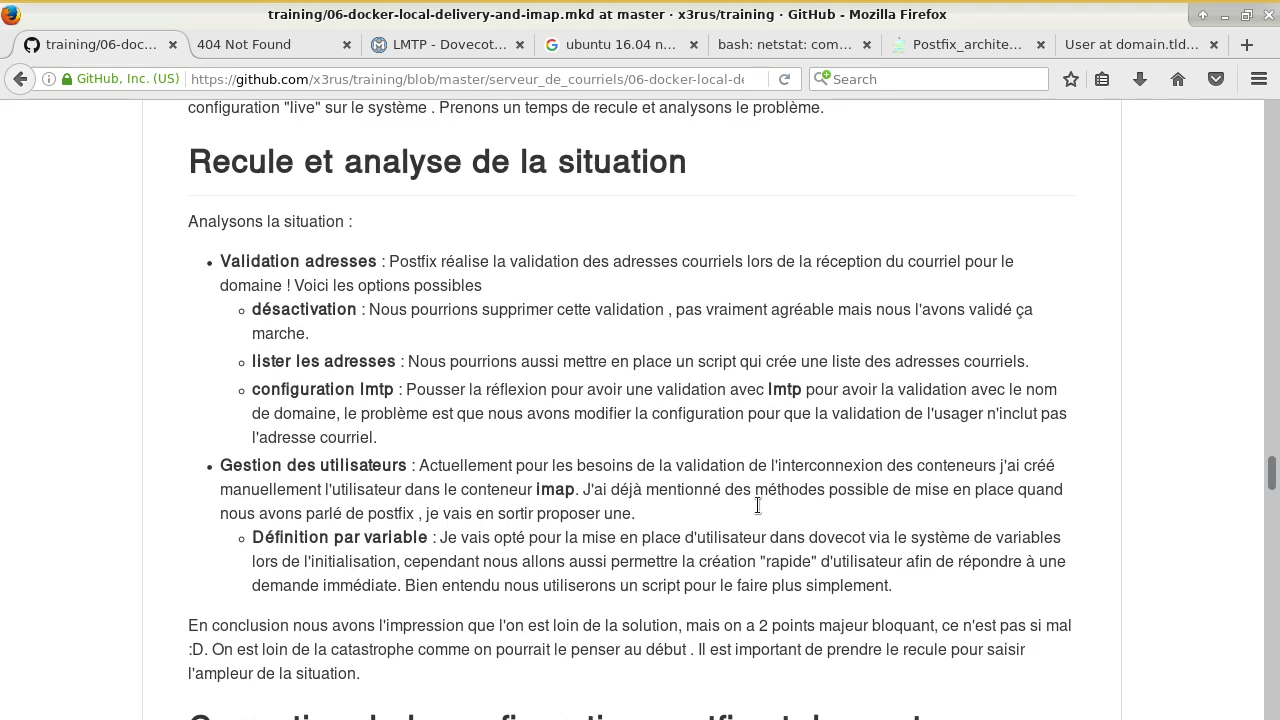 training/06-docker-local-delivery-and-imap.mkd at master · x3rus/training · GitHub - Mozilla Firefox
training/06-doc... 404 Not Found LMTP - Dovecot... ubuntu 16.04 n... bash: netstat: com... Postfix_archite... User at domain.tld...
GitHub, Inc. (US) https://github.com/x3rus/training/blob/master/serveur_de_courriels/06-docker-local-de Search
configuration "live" sur le système . Prenons un temps de recule et analysons le problème.
Recule et analyse de la situation
Analysons la situation :
Validation adresses : Postfix réalise la validation des adresses courriels lors de la réception du courriel pour le
domaine ! Voici les options possibles
désactivation : Nous pourrions supprimer cette validation , pas vraiment agréable mais nous l'avons validé ça
marche.
lister les adresses : Nous pourrions aussi mettre en place un script qui crée une liste des adresses courriels.
configuration lmtp : Pousser la réflexion pour avoir une validation avec lmtp pour avoir la validation avec le nom
de domaine, le problème est que nous avons modifier la configuration pour que la validation de l'usager n'inclut pas
l'adresse courriel.
Gestion des utilisateurs : Actuellement pour les besoins de la validation de l'interconnexion des conteneurs j'ai créé
manuellement l'utilisateur dans le conteneur imap. J'ai déjà mentionné des méthodes possible de mise en place quand
nous avons parlé de postfix , je vais en sortir proposer une.
Définition par variable : Je vais opté pour la mise en place d'utilisateur dans dovecot via le système de variables
lors de l'initialisation, cependant nous allons aussi permettre la création "rapide" d'utilisateur afin de répondre à une
demande immédiate. Bien entendu nous utiliserons un script pour le faire plus simplement.
En conclusion nous avons l'impression que l'on est loin de la solution, mais on a 2 points majeur bloquant, ce n'est pas si mal
:D. On est loin de la catastrophe comme on pourrait le penser au début . Il est important de prendre le recule pour saisir
l'ampleur de la situation.